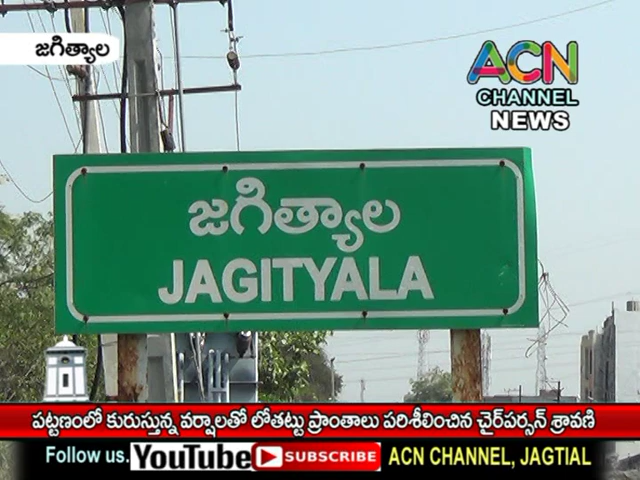 జగిత్యాల
ACN
CHANNEL
NEWS
జగిత్యాల
JAGITYALA
పట్టణంలో కురుస్తున్న వర్షాలతో లోతట్టు ప్రాంతాలు పరిశీలించిన ఛైర్‌పర్సన్ శ్రావణి
Follow us. YouTube SUBSCRIBE ACN CHANNEL, JAGTIAL